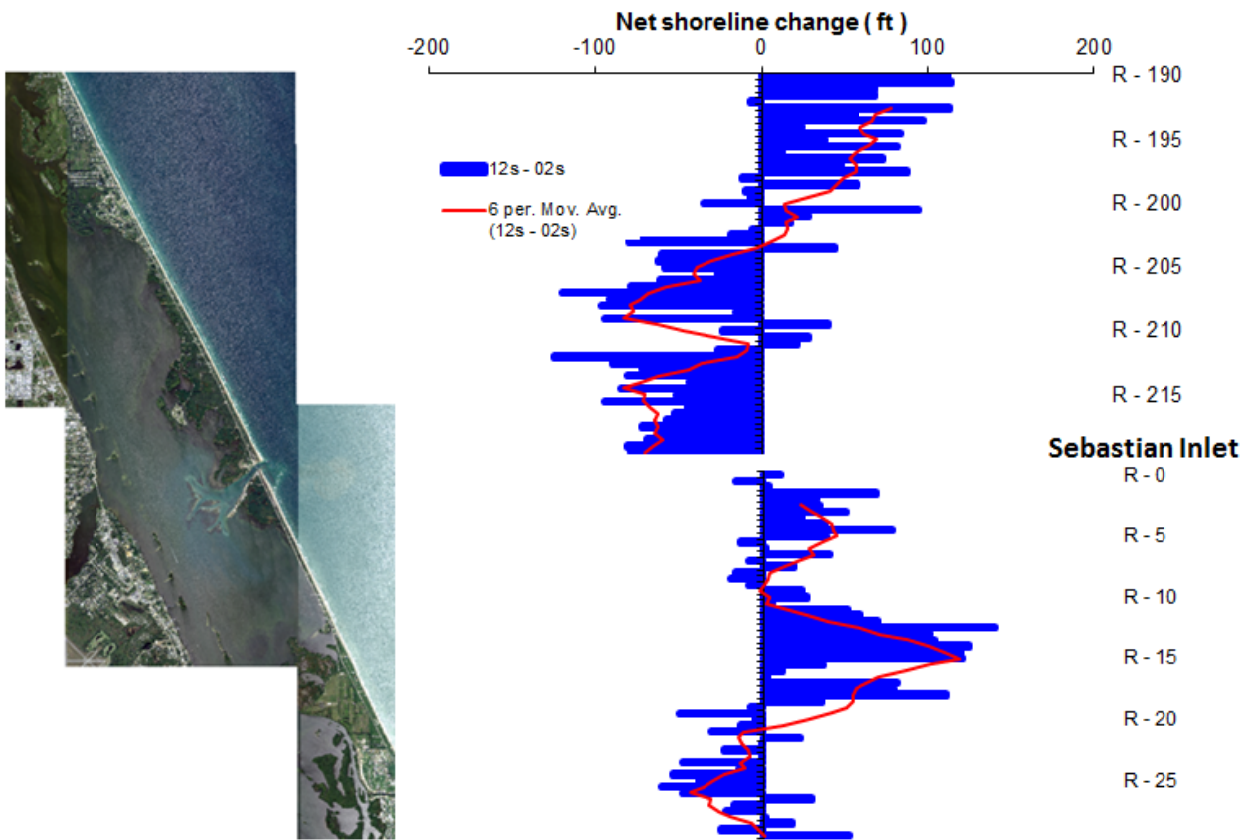 Net shoreline change ( ft )
-200 -100 0 100 200
R - 190
12s - 02s
6 per. Mov. Avg.
(12s - 02s)
R - 195
R - 200
R - 205
R - 210
R - 215
Sebastian Inlet
R - 0
R - 5
R - 10
R - 15
R - 20
R - 25